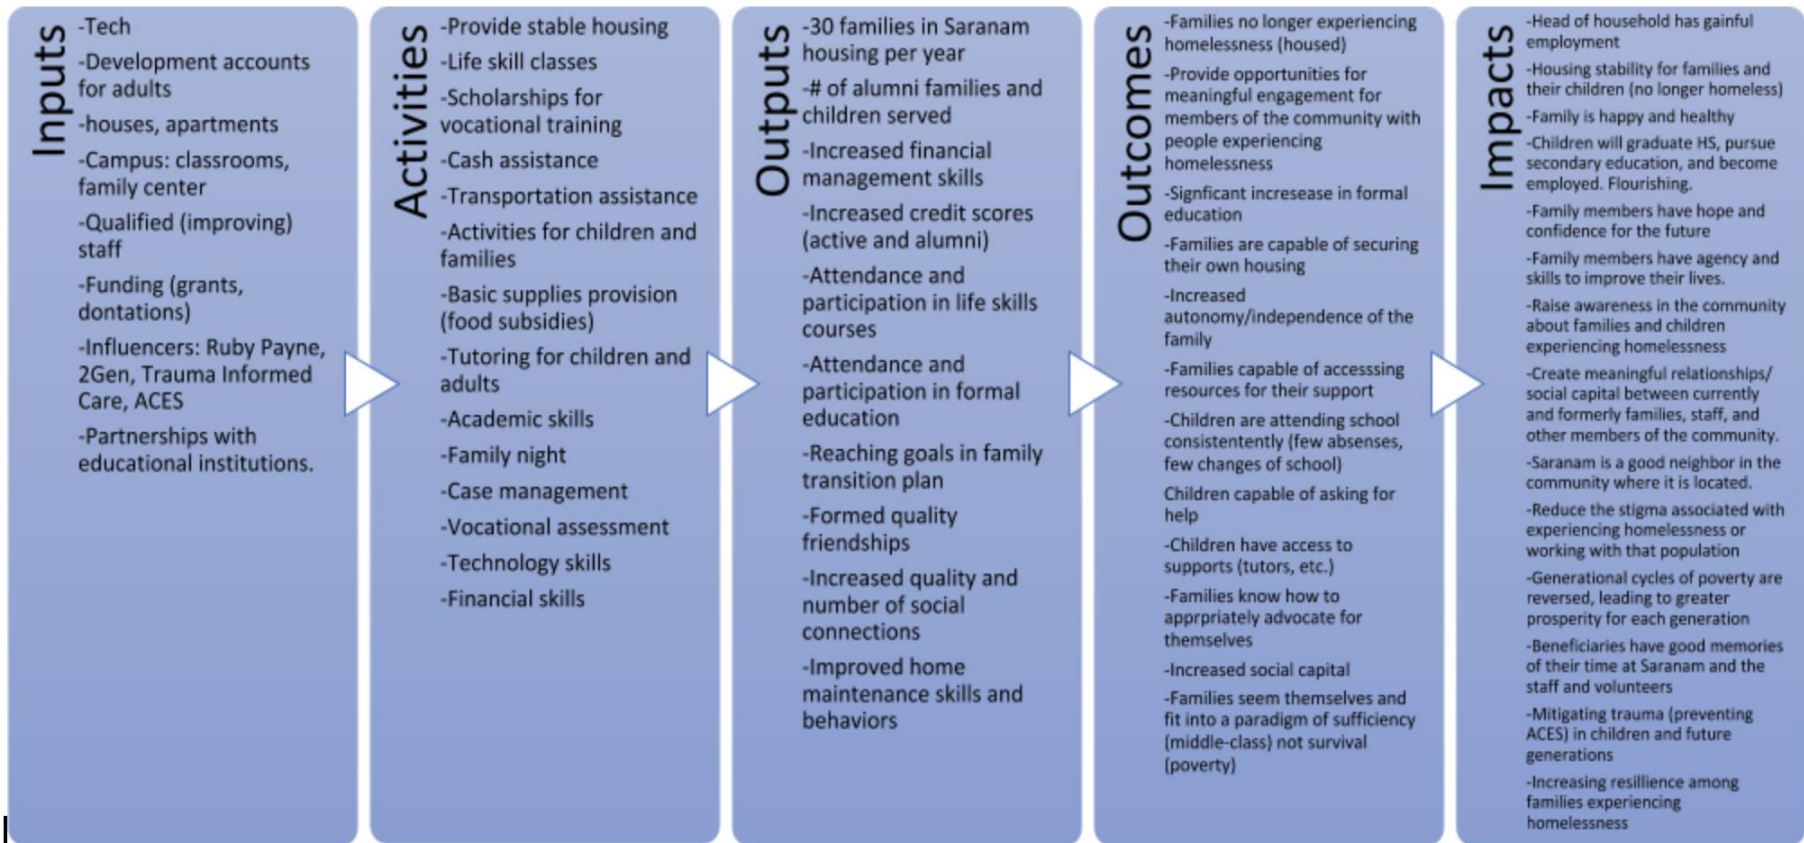 Inputs
-Tech
-Development accounts
for adults
-houses, apartments
-Campus: classrooms,
family center
-Qualified (improving)
staff
-Funding (grants,
dontations)
-Influencers: Ruby Payne,
2Gen, Trauma Informed
Care, ACES
-Partnerships with
educational institutions.
Activities
-Provide stable housing
-Life skill classes
-Scholarships for
vocational training
-Cash assistance
-Transportation assistance
-Activities for children and
families
-Basic supplies provision
(food subsidies)
-Tutoring for children and
adults
-Academic skills
-Family night
-Case management
-Vocational assessment
-Technology skills
-Financial skills
Outputs
-30 families in Saranam
housing per year
-# of alumni families and
children served
-Increased financial
management skills
-Increased credit scores
(active and alumni)
-Attendance and
participation in life skills
courses
-Attendance and
participation in formal
education
-Reaching goals in family
transition plan
-Formed quality
friendships
-Increased quality and
number of social
connections
-Improved home
maintenance skills and
behaviors
Outcomes
-Families no longer experiencing
homelessness (housed)
-Provide opportunities for
meaningful engagement for
members of the community with
people experiencing
homelessness
-Signficant incresease in formal
education
-Families are capable of securing
their own housing
-Increased
autonomy/independence of the
family
-Families capable of accesssing
resources for their support
-Children are attending school
consistentently (few absenses,
few changes of school)
Children capable of asking for
help
-Children have access to
supports (tutors, etc.)
-Families know how to
apprpriately advocate for
themselves
-Increased social capital
-Families seem themselves and
fit into a paradigm of sufficiency
(middle-class) not survival
(poverty)
Impacts
-Head of household has gainful
employment
-Housing stability for families and
their children (no longer homeless)
-Family is happy and healthy
-Children will graduate HS, pursue
secondary education, and become
employed. Flourishing.
-Family members have hope and
confidence for the future
-Family members have agency and
skills to improve their lives.
-Raise awareness in the community
about families and children
experiencing homelessness
-Create meaningful relationships/
social capital between currently
and formerly families, staff, and
other members of the community.
-Saranam is a good neighbor in the
community where it is located.
-Reduce the stigma associated with
experiencing homelessness or
working with that population
-Generational cycles of poverty are
reversed, leading to greater
prosperity for each generation
-Beneficiaries have good memories
of their time at Saranam and the
staff and volunteers
-Mitigating trauma (preventing
ACES) in children and future
generations
-Increasing resillience among
families experiencing
homelessness